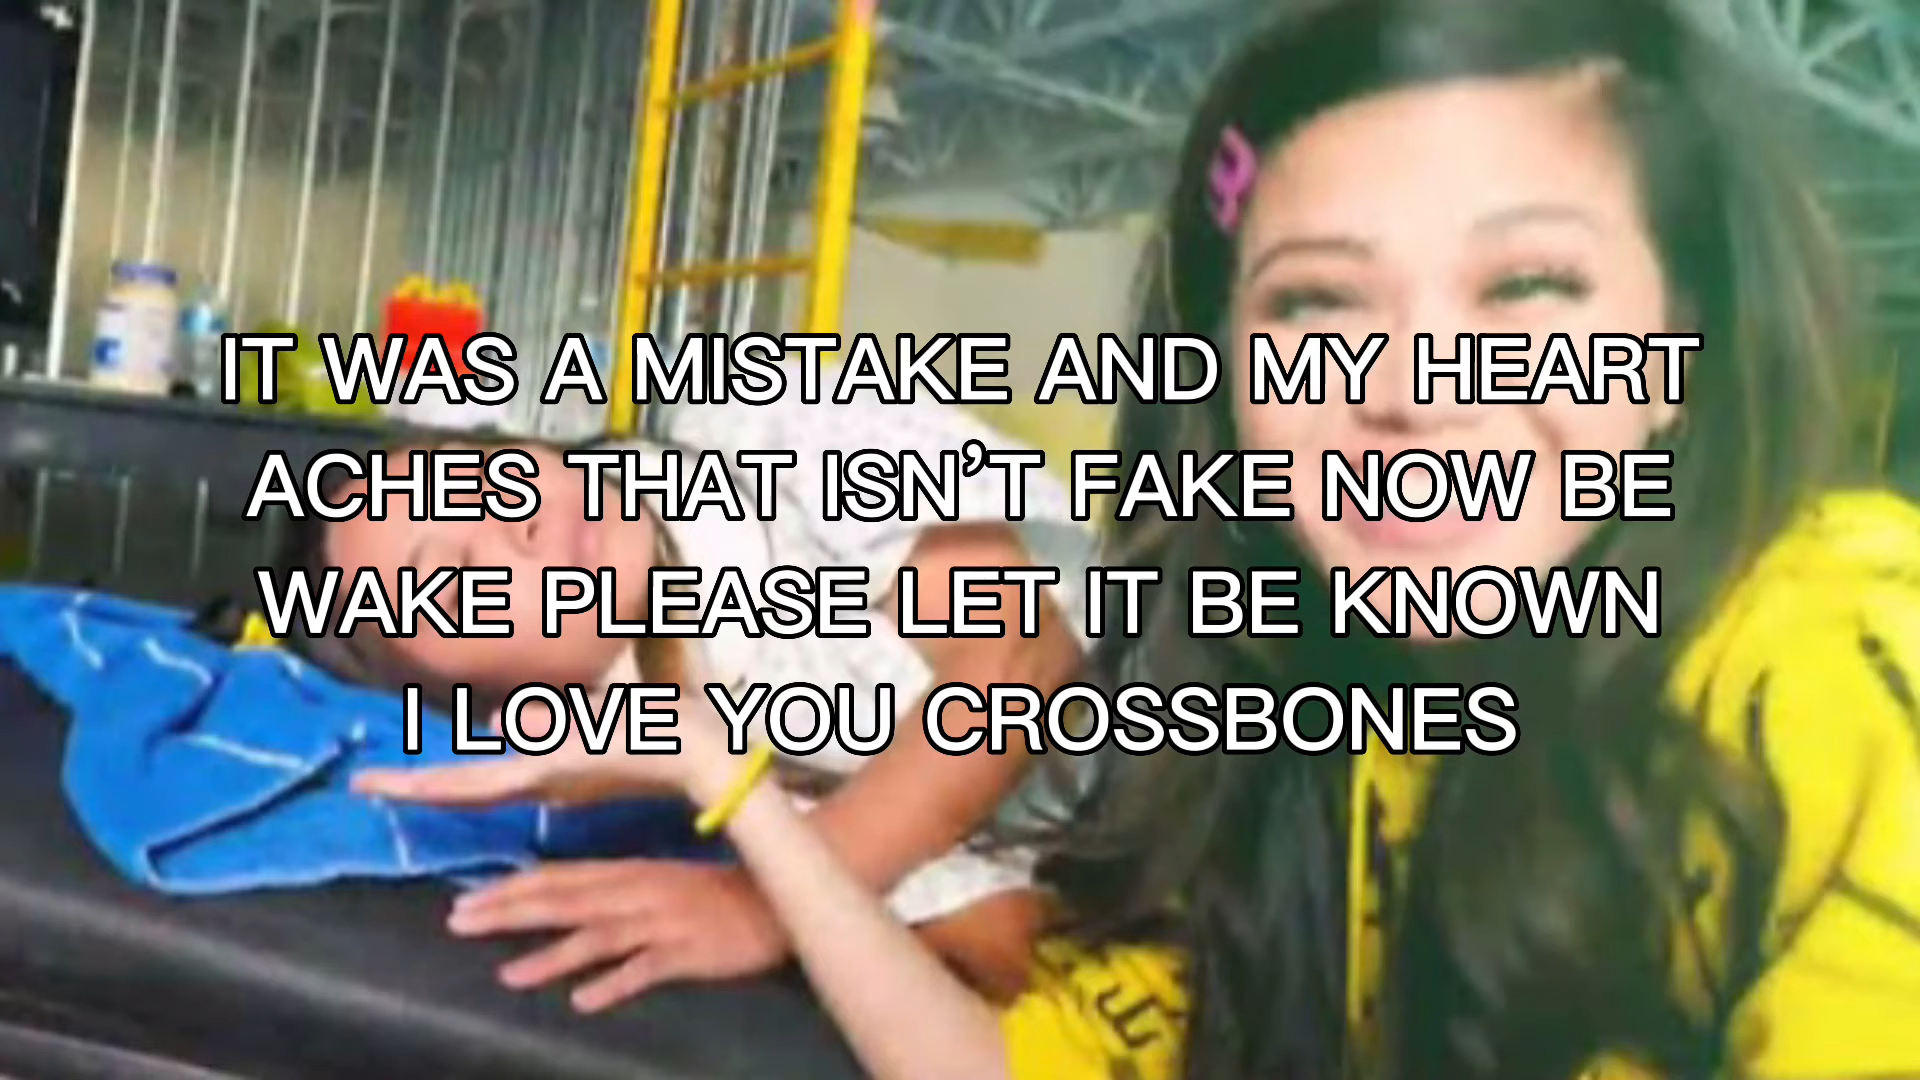 IT WAS A MISTAKE AND MY HEART
ACHES THAT ISN’T FAKE NOW BE
WAKE PLEASE LET IT BE KNOWN
I LOVE YOU CROSSBONES